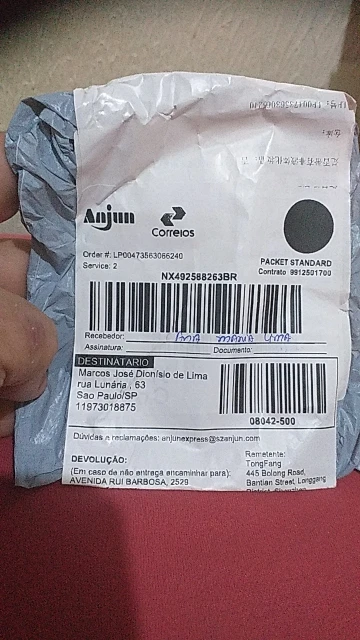 Anjun
Correios
Order #: LP00473563066240
Service: 2
PACKET STANDARD
Contrato 9912501700
NX492588263BR
Recebedor:
Assinatura: Documento:
DESTINATÁRIO
Marcos José Dionísio de Lima
rua Lunária , 63
Sao Paulo/SP
11973018875
08042-500
Dúvidas e reclamações: anjunexpress@szanjun.com
DEVOLUÇÃO:
(Em caso de não entrega encaminhar para):
AVENIDA RUI BARBOSA, 2529
Remetente:
TongFang
445 Bolong Road,
Bantian Street, Longgang